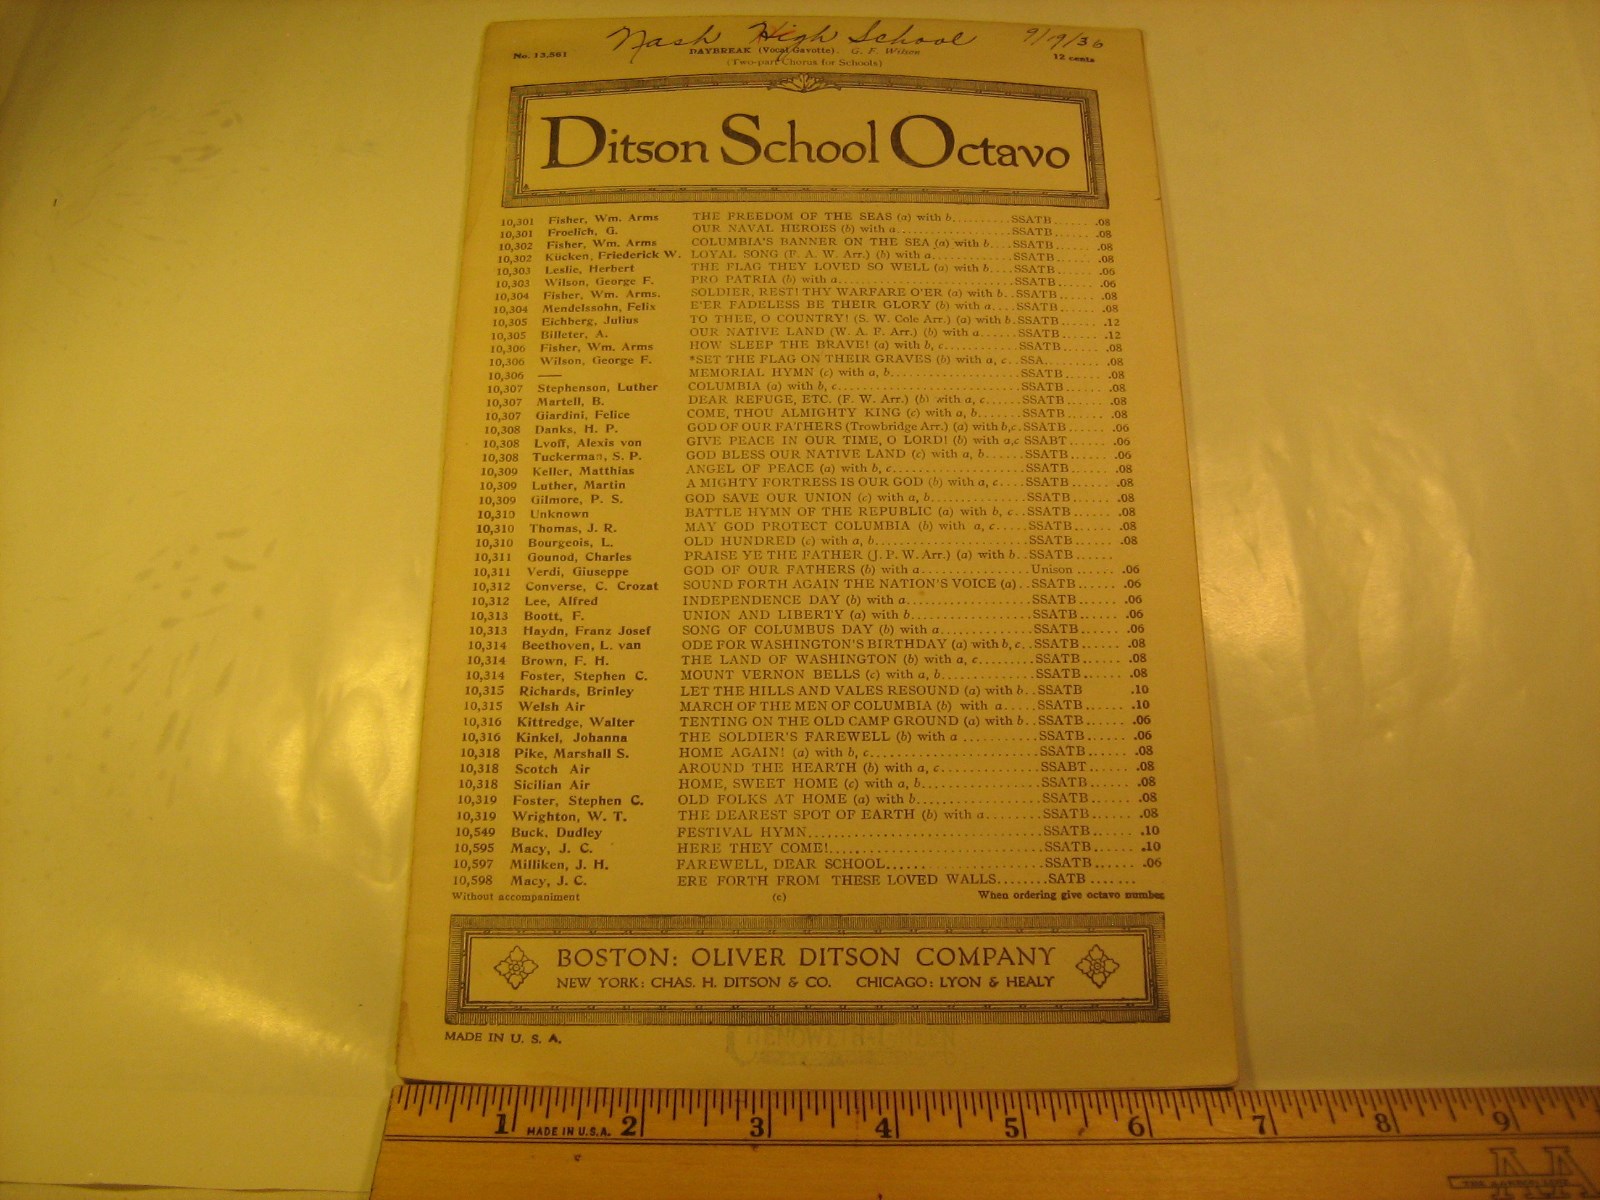 Nash High School 9/19/36
No. 13,561 DAYBREAK (Vocal Gavotte). G. F. Wilson 12 cents
(Two-part Chorus for Schools)
Ditson School Octavo
10,301 Fisher, Wm. Arms THE FREEDOM OF THE SEAS (a) with b..........SSATB...... .08
10,301 Froelich, G. OUR NAVAL HEROES (b) with a....................SSATB...... .08
10,302 Fisher, Wm. Arms COLUMBIA'S BANNER ON THE SEA (a) with b....SSATB...... .08
10,302 Kücken, Friederick W. LOYAL SONG (F. A. W. Arr.) (b) with a..............SSATB...... .08
10,303 Leslie, Herbert THE FLAG THEY LOVED SO WELL (a) with b....SSATB...... .06
10,303 Wilson, George F. PRO PATRIA (b) with a..............................SSATB...... .06
10,304 Fisher, Wm. Arms. SOLDIER, REST! THY WARFARE O'ER (a) with b..SSATB...... .08
10,304 Mendelssohn, Felix E'ER FADELESS BE THEIR GLORY (b) with a....SSATB...... .08
10,305 Eichberg, Julius TO THEE, O COUNTRY! (S. W. Cole Arr.) (a) with b.SSATB...... .12
10,305 Billeter, A. OUR NATIVE LAND (W. A. F. Arr.) (b) with a......SSATB...... .12
10,306 Fisher, Wm. Arms HOW SLEEP THE BRAVE! (a) with b, c............SSATB...... .08
10,306 Wilson, George F. *SET THE FLAG ON THEIR GRAVES (b) with a, c..SSA.......... .08
10,306 —— MEMORIAL HYMN (c) with a, b....................SSATB...... .08
10,307 Stephenson, Luther COLUMBIA (a) with b, c............................SSATB...... .08
10,307 Martell, B. DEAR REFUGE, ETC. (F. W. Arr.) (b) with a, c......SSATB...... .08
10,307 Giardini, Felice COME, THOU ALMIGHTY KING (c) with a, b......SSATB...... .08
10,308 Danks, H. P. GOD OF OUR FATHERS (Trowbridge Arr.) (a) with b,c.SSATB...... .06
10,308 Lvoff, Alexis von GIVE PEACE IN OUR TIME, O LORD! (b) with a,c SSABT...... .06
10,308 Tuckerman, S. P. GOD BLESS OUR NATIVE LAND (c) with a, b......SSATB...... .06
10,309 Keller, Matthias ANGEL OF PEACE (a) with b, c....................SSATB...... .08
10,309 Luther, Martin A MIGHTY FORTRESS IS OUR GOD (b) with a, c....SSATB...... .08
10,309 Gilmore, P. S. GOD SAVE OUR UNION (c) with a, b..............SSATB...... .08
10,310 Unknown BATTLE HYMN OF THE REPUBLIC (a) with b, c..SSATB...... .08
10,310 Thomas, J. R. MAY GOD PROTECT COLUMBIA (b) with a, c.....SSATB...... .08
10,310 Bourgeois, L. OLD HUNDRED (c) with a, b......................SSATB...... .08
10,311 Gounod, Charles PRAISE YE THE FATHER (J. P. W. Arr.) (a) with b..SSATB......
10,311 Verdi, Giuseppe GOD OF OUR FATHERS (b) with a..................Unison ...... .06
10,312 Converse, C. Crozat SOUND FORTH AGAIN THE NATION'S VOICE (a)..SSATB...... .06
10,312 Lee, Alfred INDEPENDENCE DAY (b) with a....................SSATB...... .06
10,313 Boott, F. UNION AND LIBERTY (a) with b....................SSATB...... .06
10,313 Haydn, Franz Josef SONG OF COLUMBUS DAY (b) with a..............SSATB...... .06
10,314 Beethoven, L. van ODE FOR WASHINGTON'S BIRTHDAY (a) with b, c..SSATB...... .08
10,314 Brown, F. H. THE LAND OF WASHINGTON (b) with a, c........SSATB...... .08
10,314 Foster, Stephen C. MOUNT VERNON BELLS (c) with a, b..............SSATB...... .08
10,315 Richards, Brinley LET THE HILLS AND VALES RESOUND (a) with b..SSATB .10
10,315 Welsh Air MARCH OF THE MEN OF COLUMBIA (b) with a.....SSATB...... .10
10,316 Kittredge, Walter TENTING ON THE OLD CAMP GROUND (a) with b..SSATB...... .06
10,316 Kinkel, Johanna THE SOLDIER'S FAREWELL (b) with a ............SSATB...... .06
10,318 Pike, Marshall S. HOME AGAIN! (a) with b, c........................SSATB...... .08
10,318 Scotch Air AROUND THE HEARTH (b) with a, c..............SSABT...... .08
10,318 Sicilian Air HOME, SWEET HOME (c) with a, b................SSATB...... .08
10,319 Foster, Stephen C. OLD FOLKS AT HOME (a) with b..................SSATB...... .08
10,319 Wrighton, W. T. THE DEAREST SPOT OF EARTH (b) with a........SSATB...... .08
10,549 Buck, Dudley FESTIVAL HYMN..................................SSATB...... .10
10,595 Macy, J. C. HERE THEY COME!................................SSATB...... .10
10,597 Milliken, J. H. FAREWELL, DEAR SCHOOL........................SSATB...... .06
10,598 Macy, J. C. ERE FORTH FROM THESE LOVED WALLS........SATB .......
Without accompaniment (c) When ordering give octavo number
BOSTON: OLIVER DITSON COMPANY
NEW YORK: CHAS. H. DITSON & CO. CHICAGO: LYON & HEALY
MADE IN U. S. A.
1 MADE IN U.S.A. 2 3 4 5 6 7 8 9